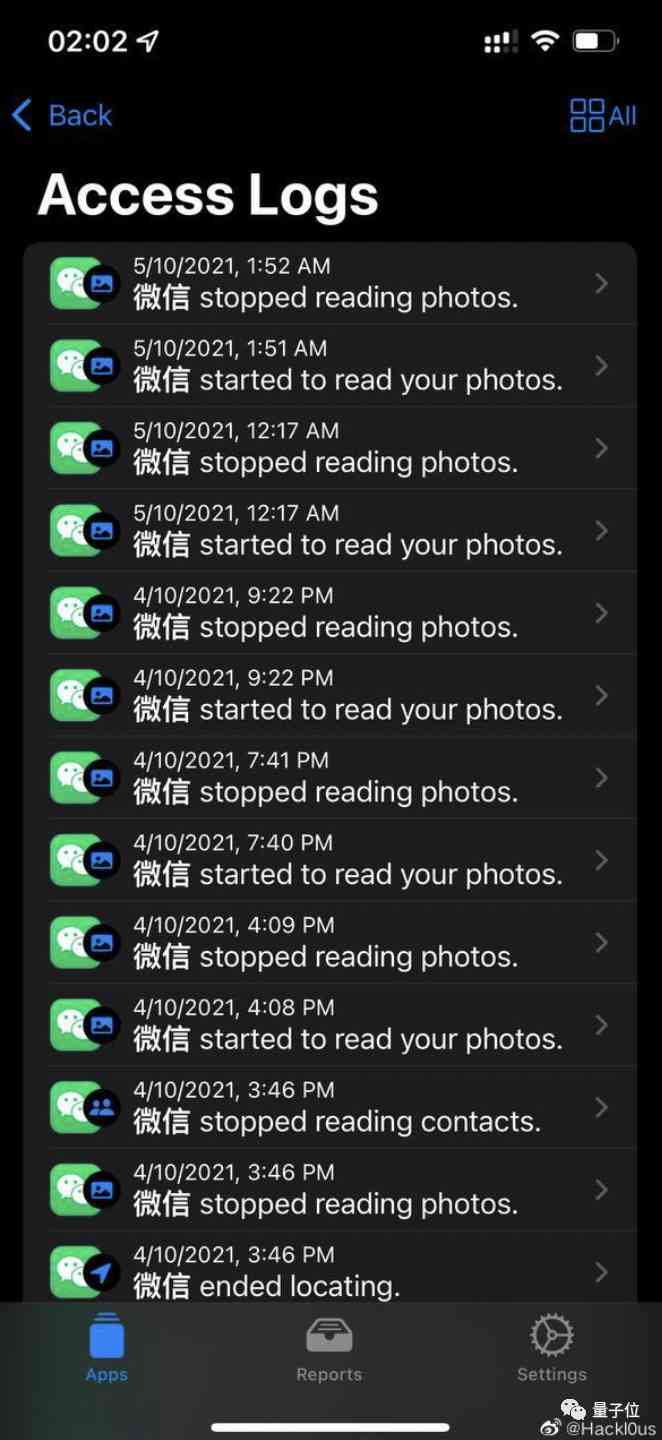 02:02
Back
All
Access Logs
5/10/2021, 1:52 AM
微信 stopped reading photos.
5/10/2021, 1:51 AM
微信 started to read your photos.
5/10/2021, 12:17 AM
微信 stopped reading photos.
5/10/2021, 12:17 AM
微信 started to read your photos.
4/10/2021, 9:22 PM
微信 stopped reading photos.
4/10/2021, 9:22 PM
微信 started to read your photos.
4/10/2021, 7:41 PM
微信 stopped reading photos.
4/10/2021, 7:40 PM
微信 started to read your photos.
4/10/2021, 4:09 PM
微信 stopped reading photos.
4/10/2021, 4:08 PM
微信 started to read your photos.
4/10/2021, 3:46 PM
微信 stopped reading contacts.
4/10/2021, 3:46 PM
微信 stopped reading photos.
4/10/2021, 3:46 PM
微信 ended locating.
Apps
Reports
Settings
量子位
@Hackl0us